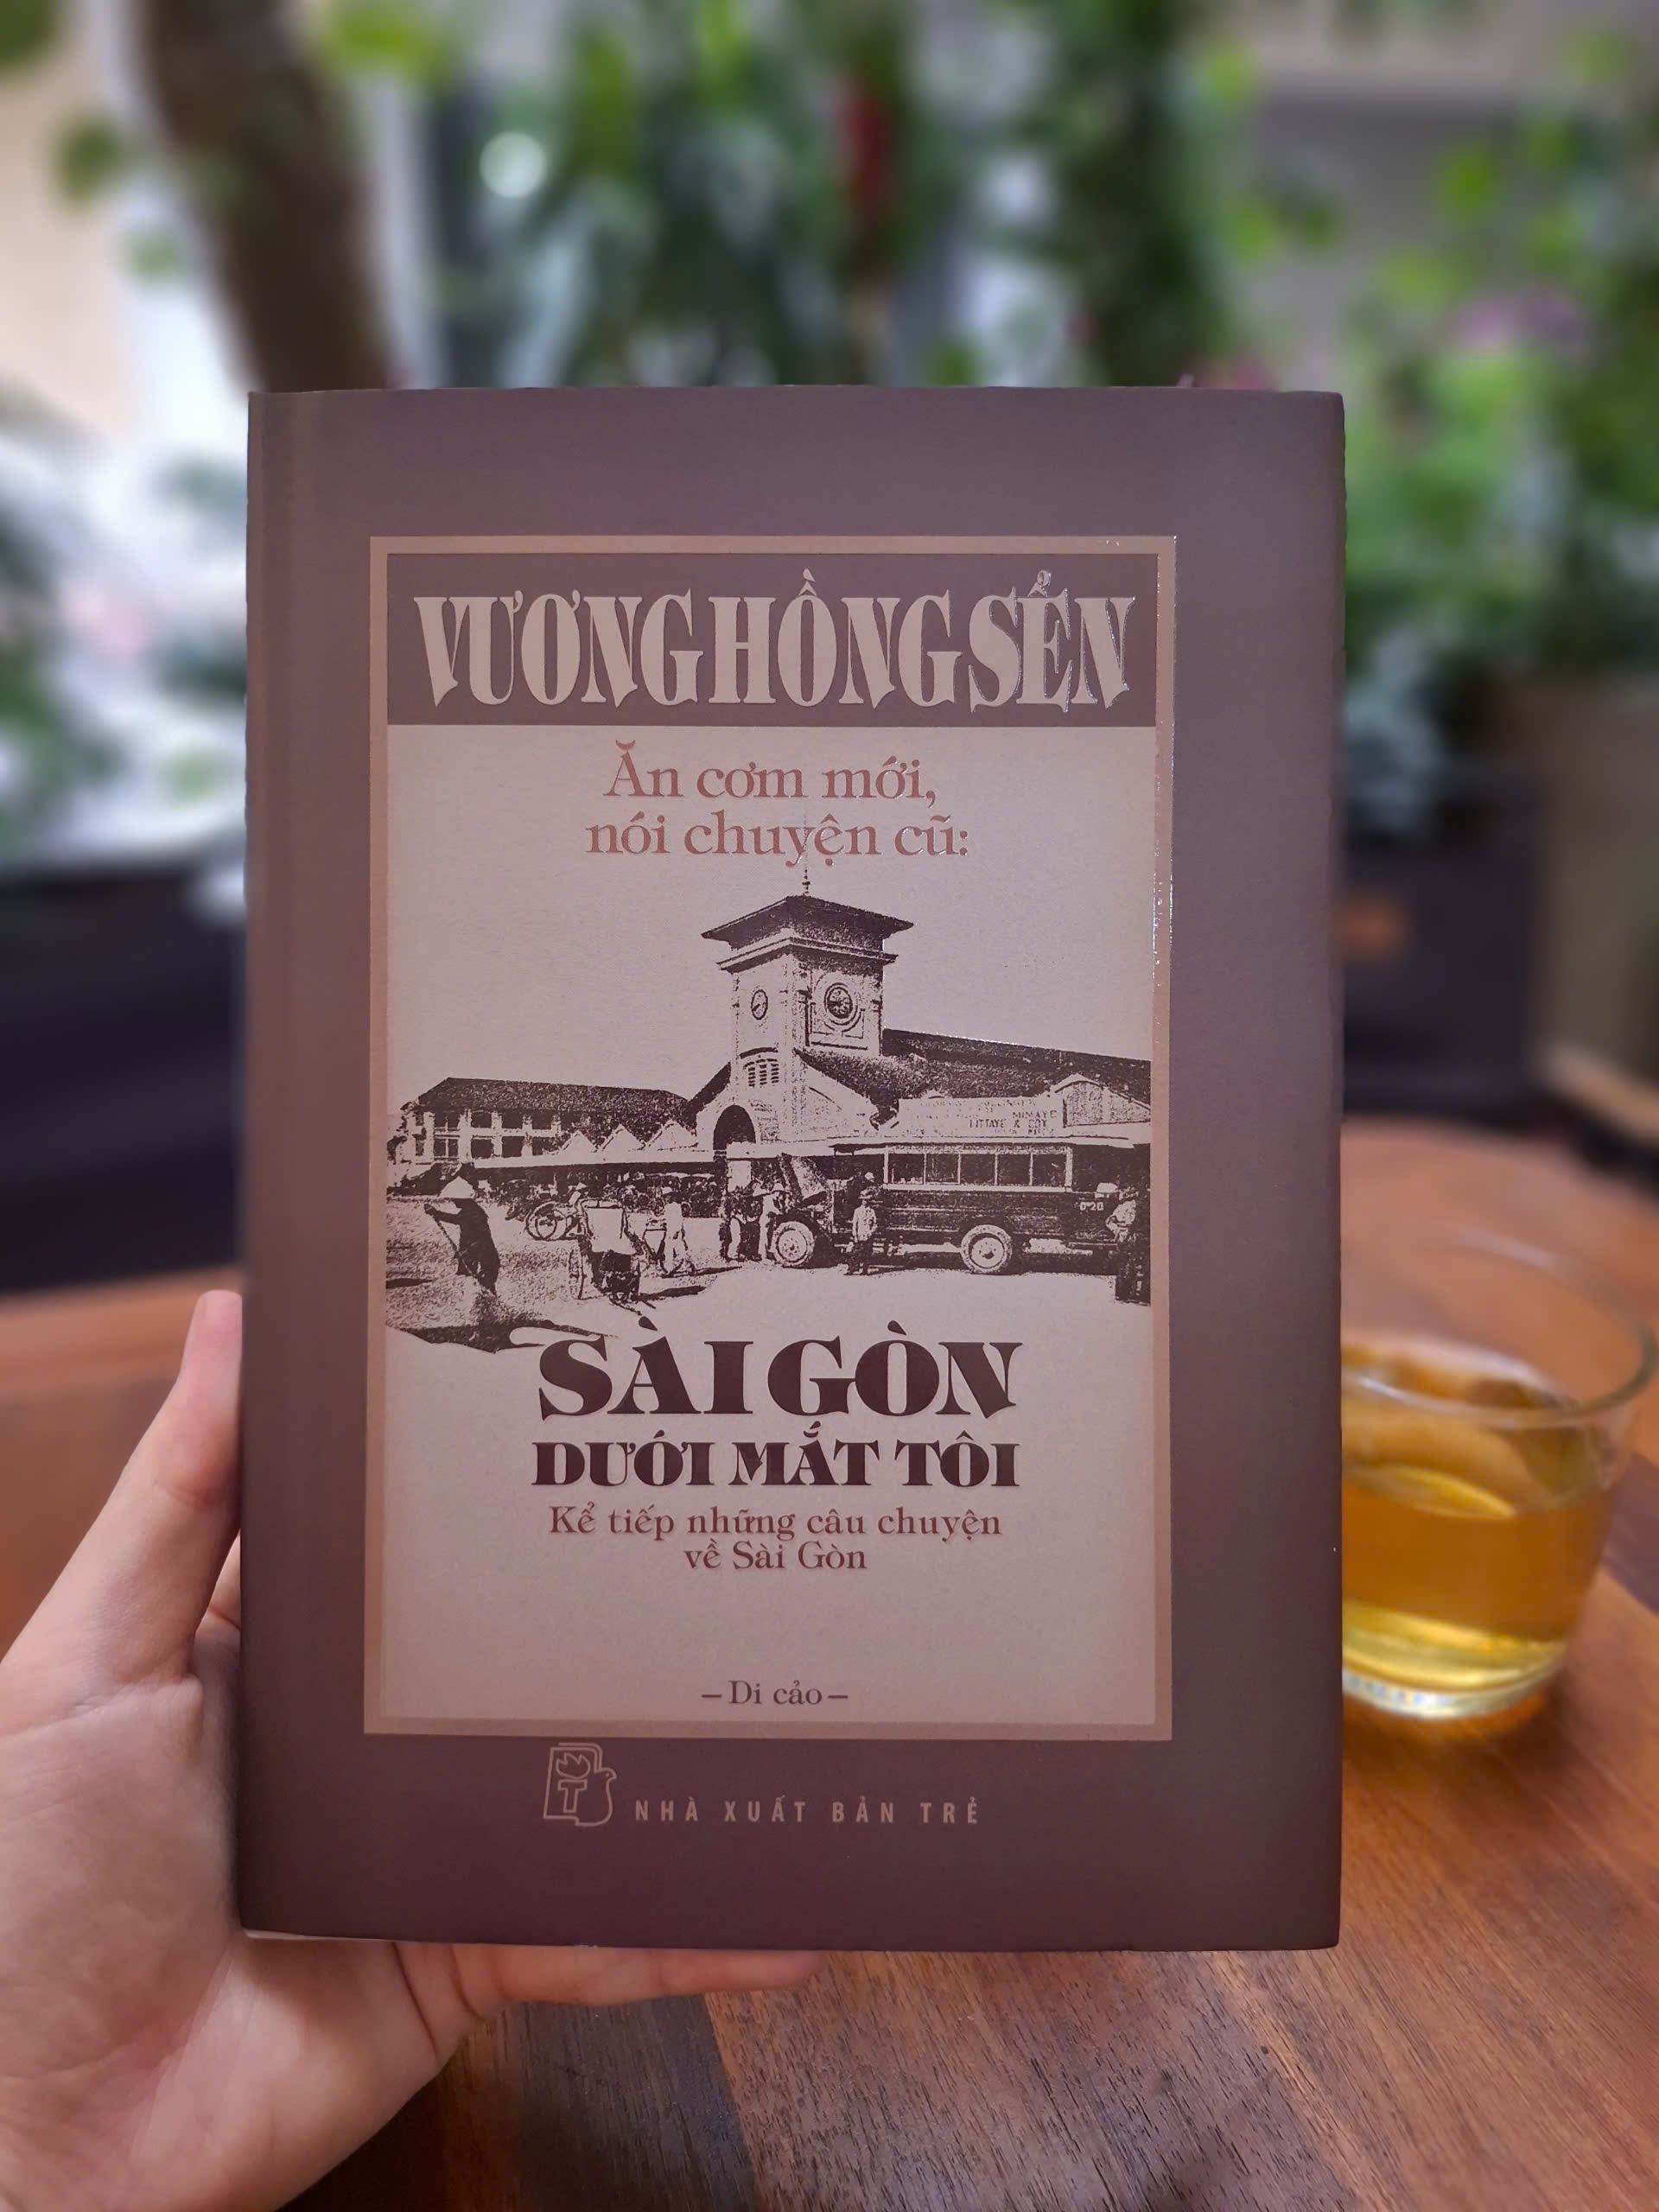 VƯƠNG HỒNG SỂN
Ăn cơm mới,
nói chuyện cũ:
SÀI GÒN
DƯỚI MẮT TÔI
Kể tiếp những câu chuyện
về Sài Gòn
– Di cảo –
T
NHÀ XUẤT BẢN TRẺ